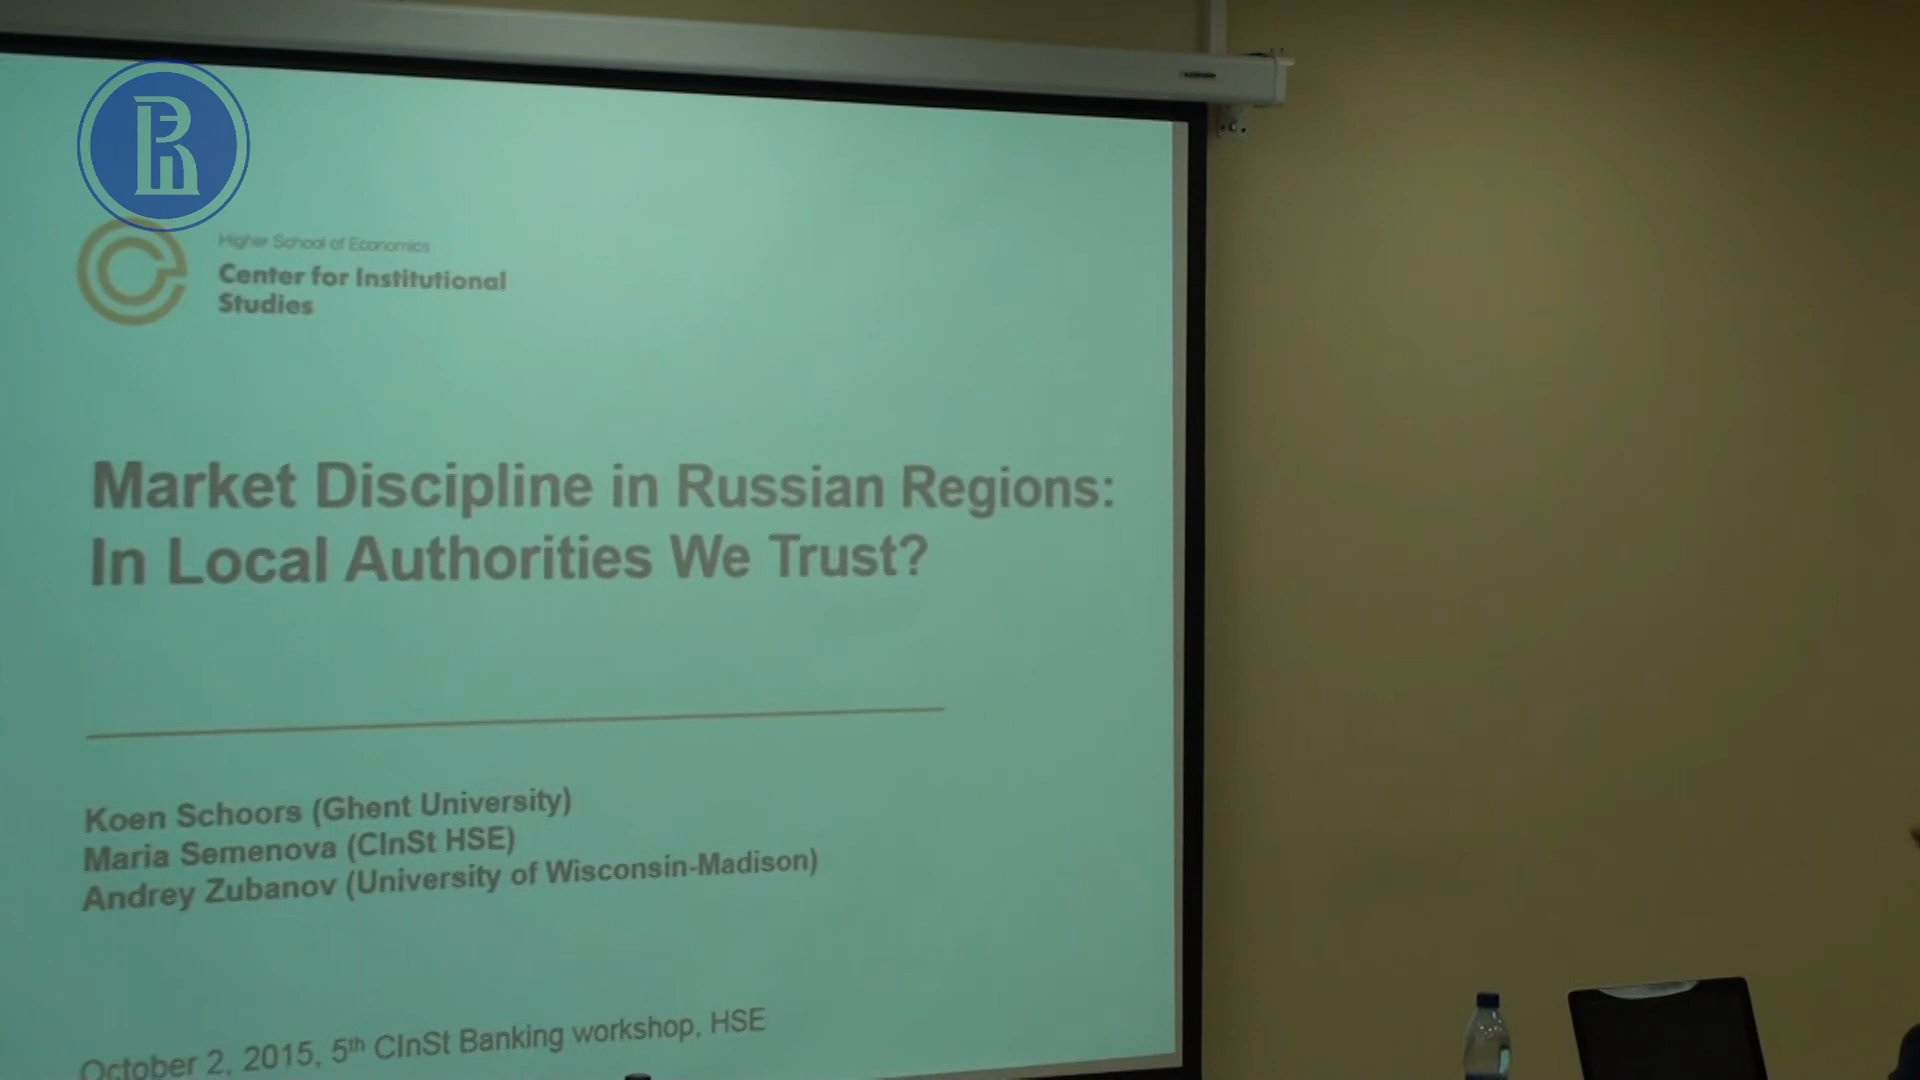 Higher School of Economics
Center for Institutional
Studies
Market Discipline in Russian Regions:
In Local Authorities We Trust?
Koen Schoors (Ghent University)
Maria Semenova (CInSt HSE)
Andrey Zubanov (University of Wisconsin-Madison)
October 2, 2015, 5th CInSt Banking workshop, HSE